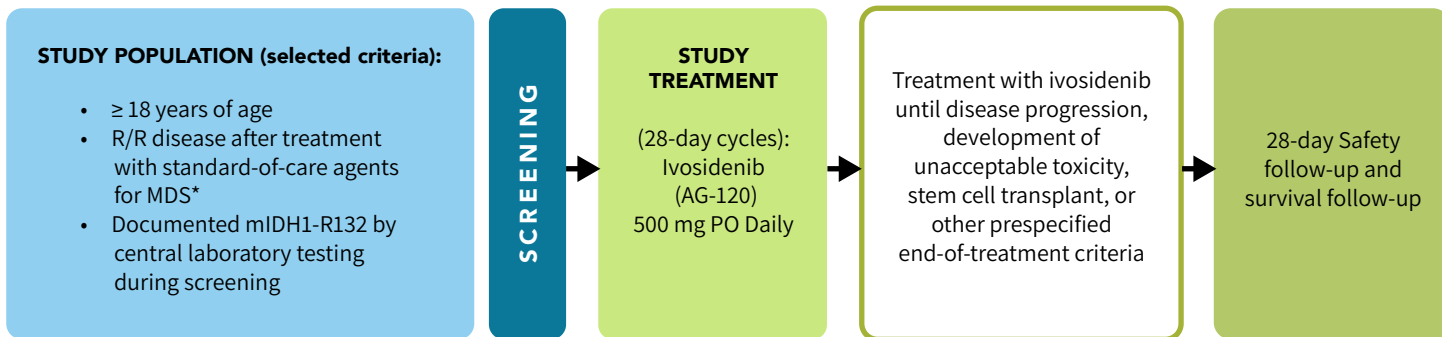 STUDY POPULATION (selected criteria):
• ≥ 18 years of age
• R/R disease after treatment
with standard-of-care agents
for MDS*
• Documented mIDH1-R132 by
central laboratory testing
during screening
SCREENING
STUDY
TREATMENT
(28-day cycles):
Ivosidenib
(AG-120)
500 mg PO Daily
Treatment with ivosidenib
until disease progression,
development of
unacceptable toxicity,
stem cell transplant, or
other prespecified
end-of-treatment criteria
28-day Safety
follow-up and
survival follow-up